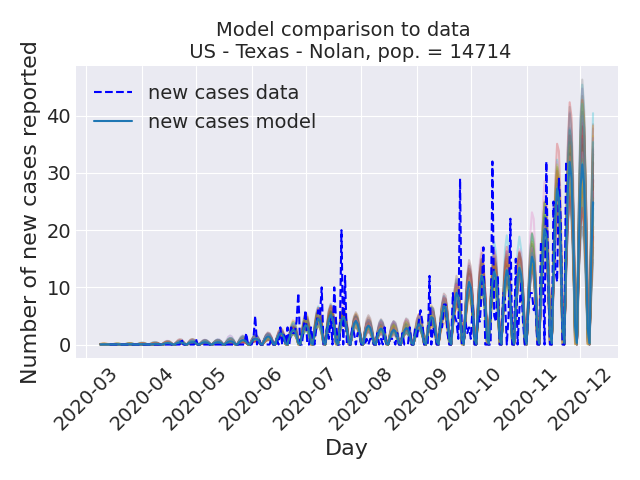 Model comparison to data
US - Texas - Nolan, pop. = 14714
Number of new cases reported
new cases data
new cases model
40
30
20
10
0
2020-03
2020-04
2020-05
2020-06
2020-07
2020-08
2020-09
2020-10
2020-11
2020-12
Day